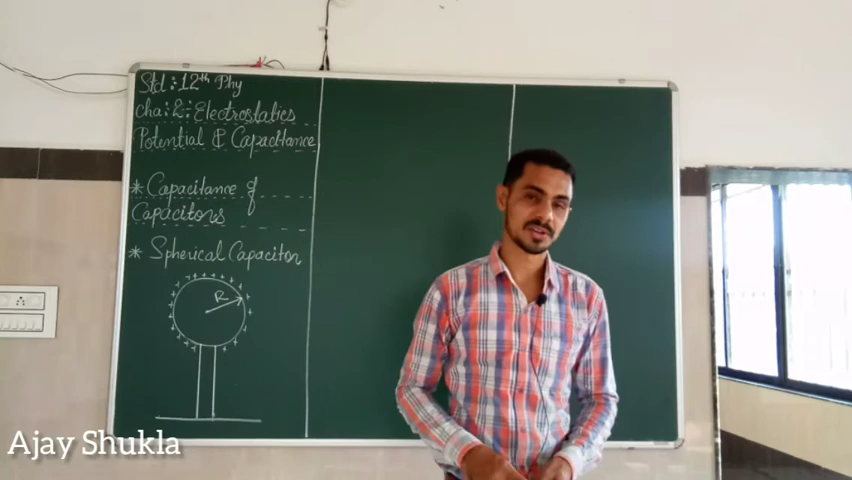 Std : 12th Phy
cha : 2 :- Electrostatics
Potential & Capacitance
* Capacitance of
Capacitors
* Spherical Capacitor
R
Ajay Shukla